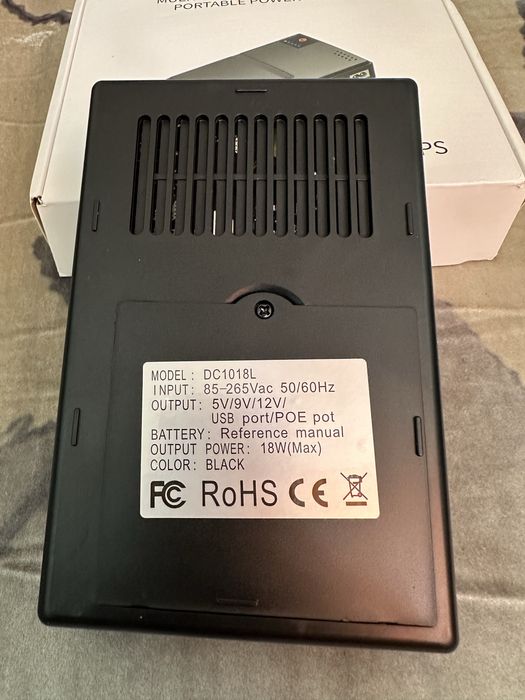 PORTABLE POWER
PS
MODEL: DC1018L
INPUT: 85-265Vac 50/60Hz
OUTPUT: 5V/9V/12V/
USB port/POE pot
BATTERY: Reference manual
OUTPUT POWER: 18W(Max)
COLOR: BLACK
FC RoHS CE